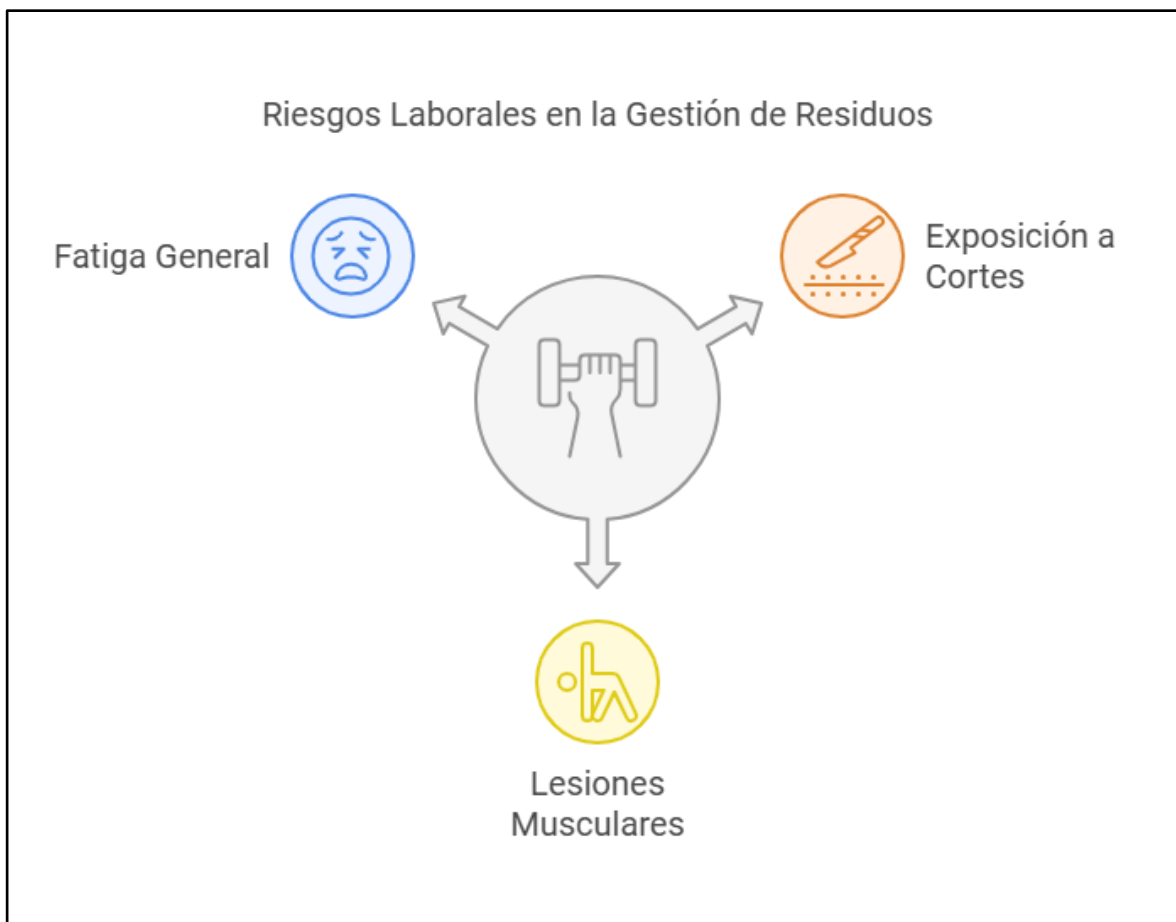 Riesgos Laborales en la Gestión de Residuos
Fatiga General
Exposición a
Cortes
Lesiones
Musculares